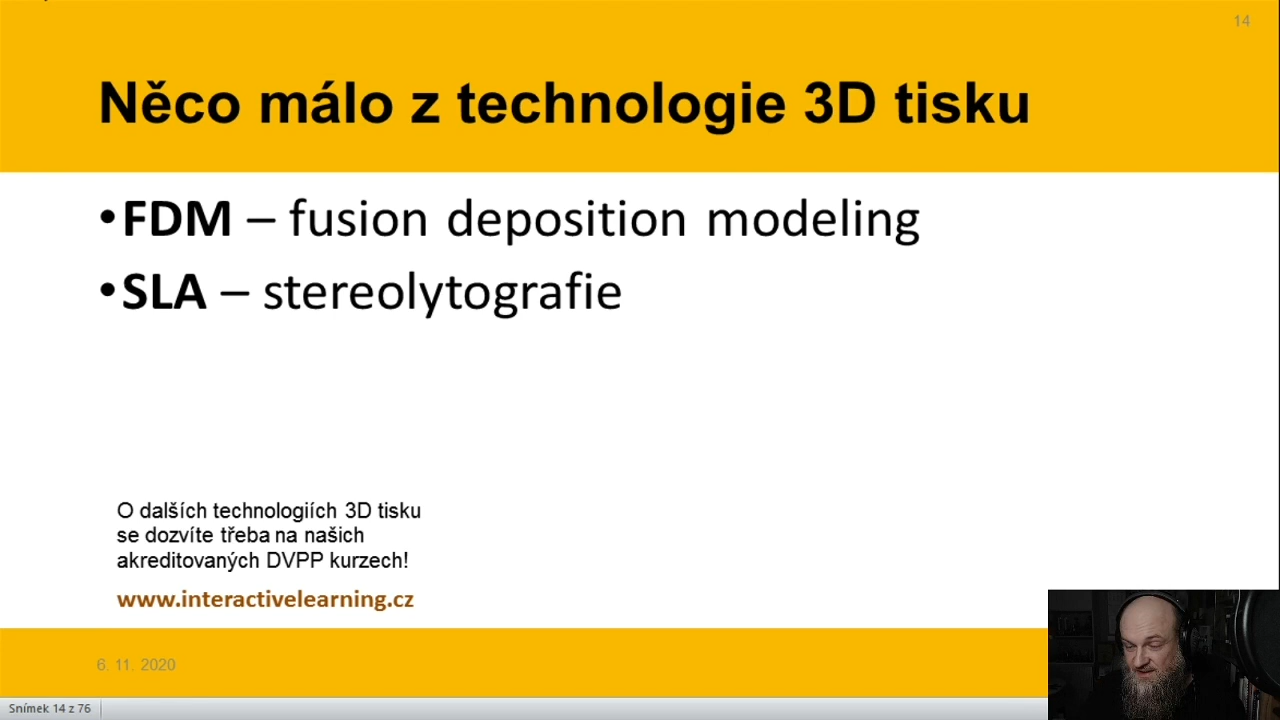 14
Něco málo z technologie 3D tisku
•FDM – fusion deposition modeling
•SLA – stereolytografie
O dalších technologiích 3D tisku
se dozvíte třeba na našich
akreditovaných DVPP kurzech!
www.interactivelearning.cz
6. 11. 2020
Snímek 14 z 76